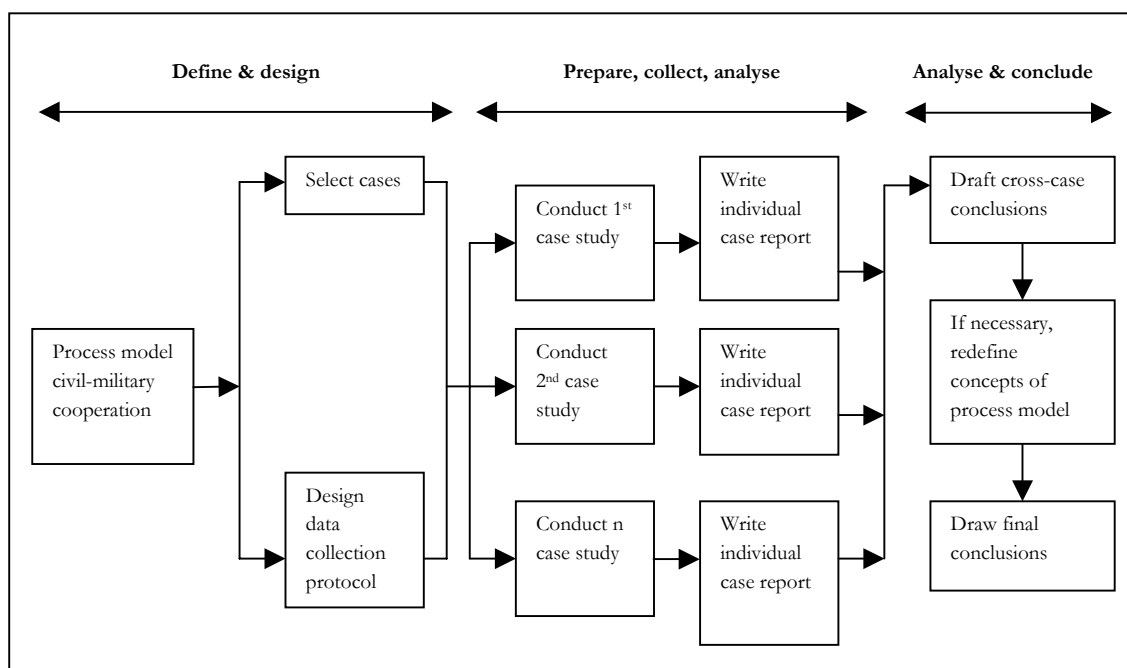 Define & design
Prepare, collect, analyse
Analyse & conclude
Process model
civil-military
cooperation
Select cases
Design
data
collection
protocol
Conduct 1st
case study
Write
individual
case report
Conduct
2nd case
study
Write
individual
case report
Conduct n
case study
Write
individual
case report
Draft cross-case
conclusions
If necessary,
redefine
concepts of
process model
Draw final
conclusions